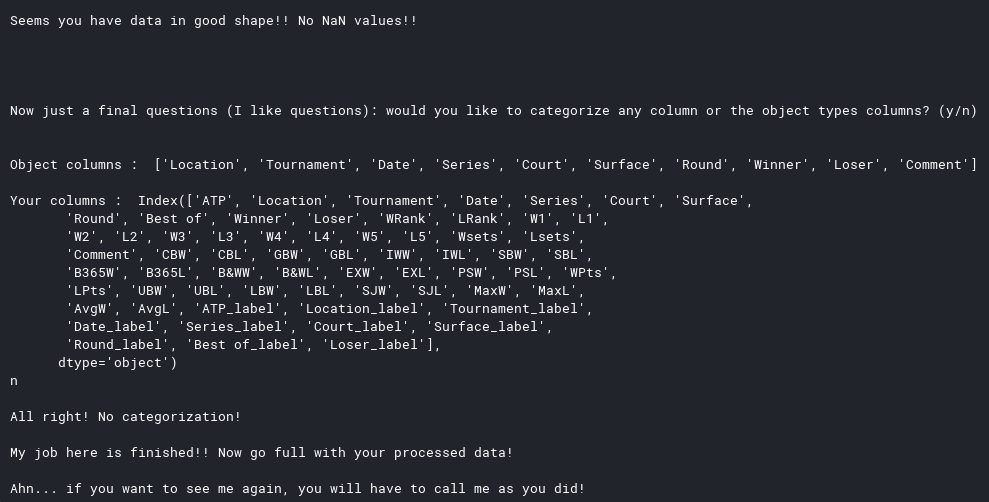 Seems you have data in good shape!! No NaN values!!
Now just a final questions (I like questions): would you like to categorize any column or the object types columns? (y/n)
Object columns :  ['Location', 'Tournament', 'Date', 'Series', 'Court', 'Surface', 'Round', 'Winner', 'Loser', 'Comment']
Your columns :  Index(['ATP', 'Location', 'Tournament', 'Date', 'Series', 'Court', 'Surface',
'Round', 'Best of', 'Winner', 'Loser', 'WRank', 'LRank', 'W1', 'L1',
'W2', 'L2', 'W3', 'L3', 'W4', 'L4', 'W5', 'L5', 'Wsets', 'Lsets',
'Comment', 'CBW', 'CBL', 'GBW', 'GBL', 'IWW', 'IWL', 'SBW', 'SBL',
'B365W', 'B365L', 'B&WW', 'B&WL', 'EXW', 'EXL', 'PSW', 'PSL', 'WPts',
'LPts', 'UBW', 'UBL', 'LBW', 'LBL', 'SJW', 'SJL', 'MaxW', 'MaxL',
'AvgW', 'AvgL', 'ATP_label', 'Location_label', 'Tournament_label',
'Date_label', 'Series_label', 'Court_label', 'Surface_label',
'Round_label', 'Best of_label', 'Loser_label'],
dtype='object')
n
All right! No categorization!
My job here is finished!! Now go full with your processed data!
Ahn... if you want to see me again, you will have to call me as you did!